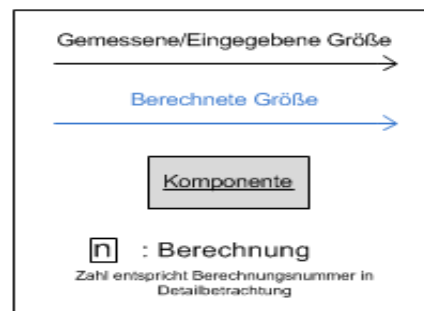 Gemessene/Eingegebene Größe
Berechnete Größe
Komponente
n : Berechnung
Zahl entspricht Berechnungsnummer in
Detailbetrachtung